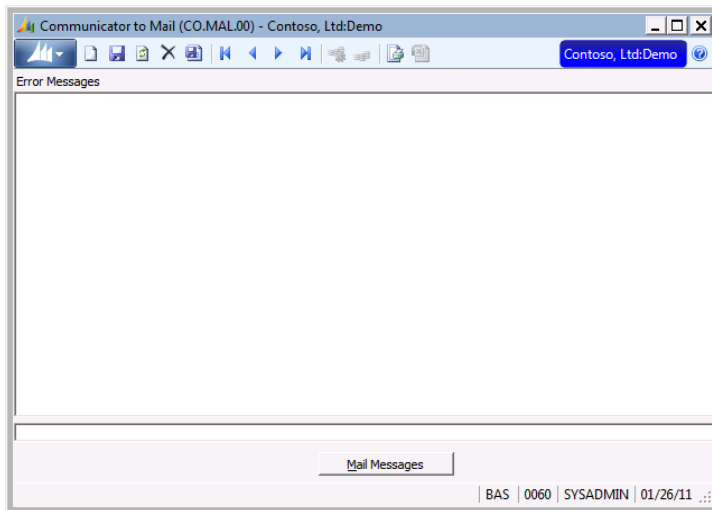 Communicator to Mail (CO.MAL.00) - Contoso, Ltd:Demo
Contoso, Ltd:Demo
Error Messages
Mail Messages
BAS 0060 SYSADMIN 01/26/11